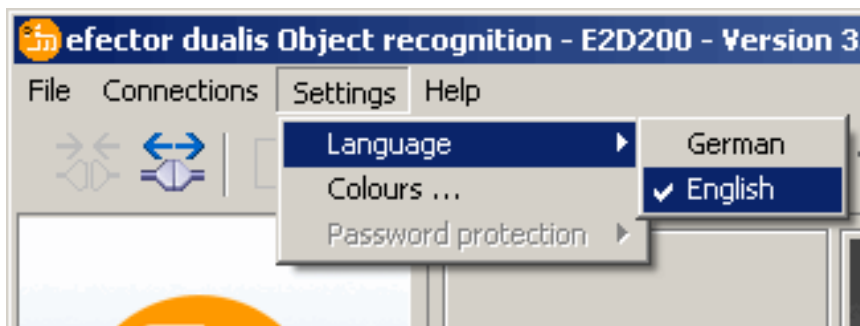 efector dualis Object recognition - E2D200 - Version 3
File Connections Settings Help
Language German
Colours ... English
Password protection